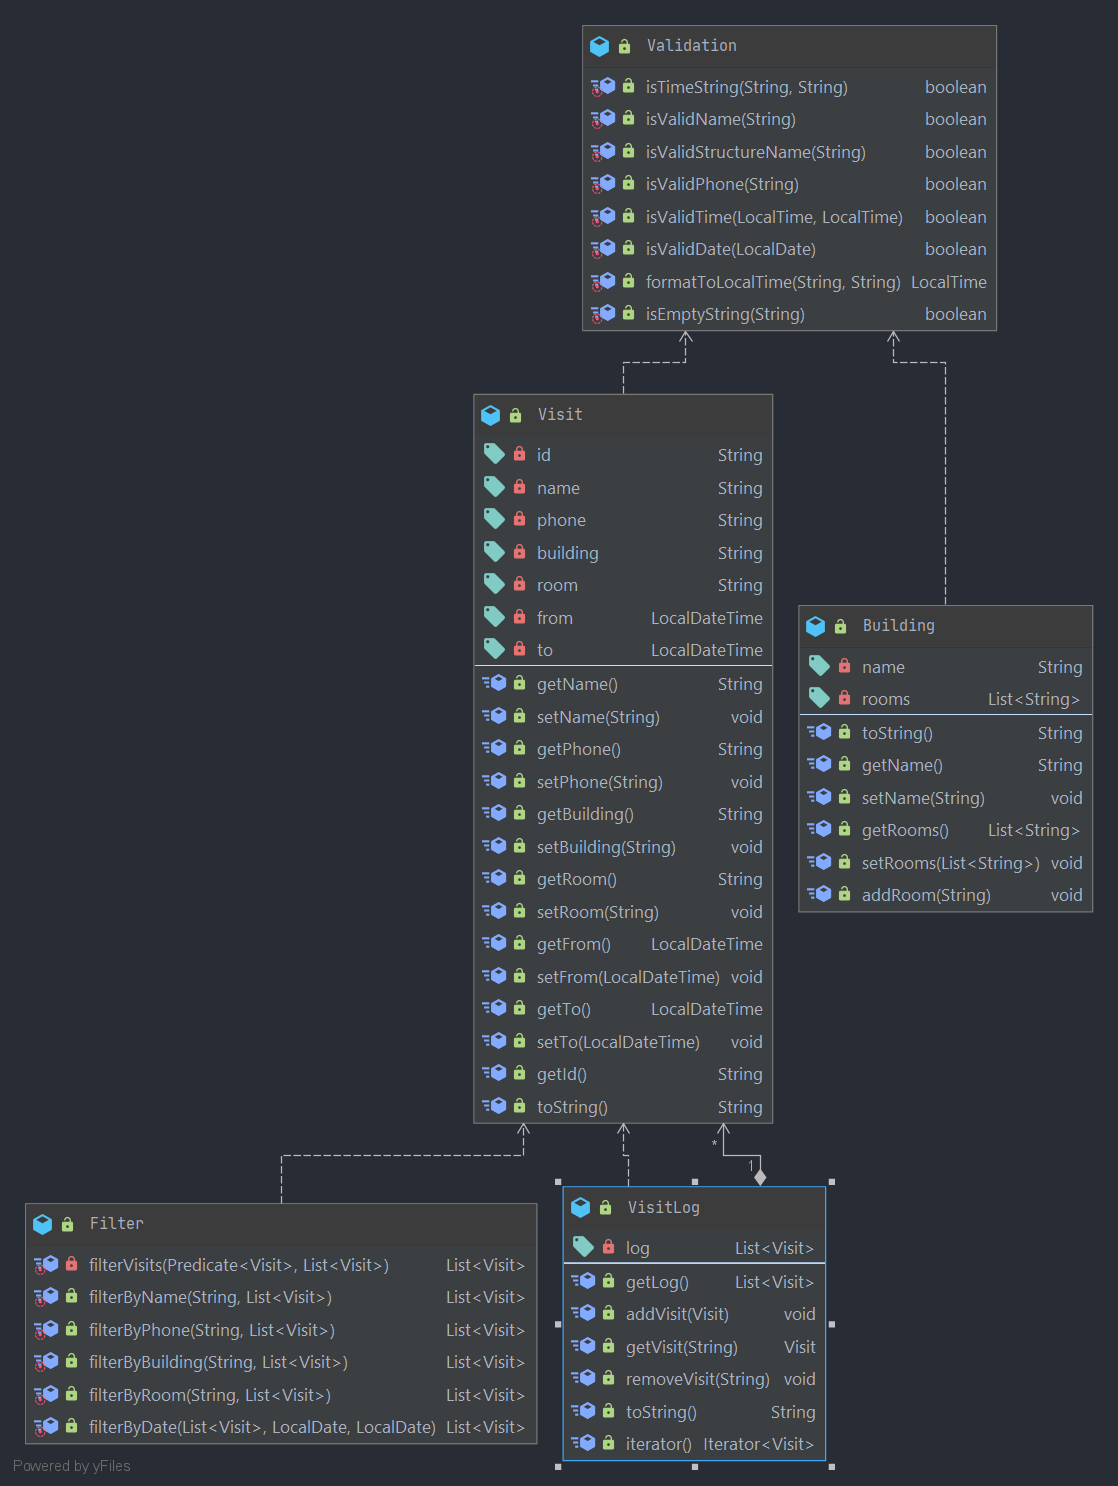 Validation
isTimeString(String, String) boolean
isValidName(String) boolean
isValidStructureName(String) boolean
isValidPhone(String) boolean
isValidTime(LocalTime, LocalTime) boolean
isValidDate(LocalDate) boolean
formatToLocalTime(String, String) LocalTime
isEmptyString(String) boolean
Visit
id String
name String
phone String
building String
room String
from LocalDateTime
to LocalDateTime
getName() String
setName(String) void
getPhone() String
setPhone(String) void
getBuilding() String
setBuilding(String) void
getRoom() String
setRoom(String) void
getFrom() LocalDateTime
setFrom(LocalDateTime) void
getTo() LocalDateTime
setTo(LocalDateTime) void
getId() String
toString() String
Building
name String
rooms List<String>
toString() String
getName() String
setName(String) void
getRooms() List<String>
setRooms(List<String>) void
addRoom(String) void
*
1
Filter
filterVisits(Predicate<Visit>, List<Visit>) List<Visit>
filterByName(String, List<Visit>) List<Visit>
filterByPhone(String, List<Visit>) List<Visit>
filterByBuilding(String, List<Visit>) List<Visit>
filterByRoom(String, List<Visit>) List<Visit>
filterByDate(List<Visit>, LocalDate, LocalDate) List<Visit>
VisitLog
log List<Visit>
getLog() List<Visit>
addVisit(Visit) void
getVisit(String) Visit
removeVisit(String) void
toString() String
iterator() Iterator<Visit>
Powered by yFiles